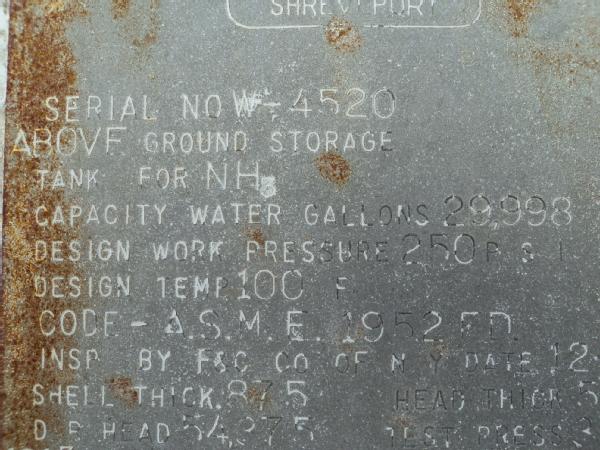 SHREVEPORT
SERIAL NO W-4520
ABOVE GROUND STORAGE
TANK FOR NH3
CAPACITY WATER GALLONS 29,998
DESIGN WORK PRESSURE 250 P S I
DESIGN TEMP. 100 F.
CODE - A.S.M.E. 1952 ED.
INSP. BY F&C CO OF N Y DATE 12-
SHELL THICK. .875 HEAD THICK
HEAD 54,375 TEST PRESS